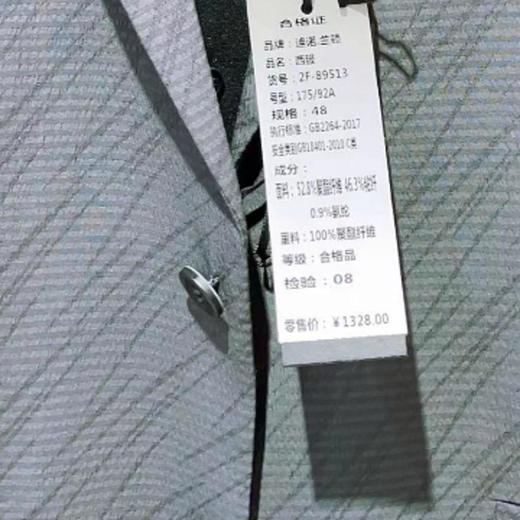 合格证
品牌：迪诺·兰顿
品名：西服
货号：2F-89513
号型：175/92A
规格：48
执行标准：GB2264-2017
安全类别GB18401-2010 C类
成分：
面料：52.8%聚酯纤维 46.3%粘纤
0.9%氨纶
里料：100%聚酯纤维
等级：合格品
检验：08
零售价：￥1328.00